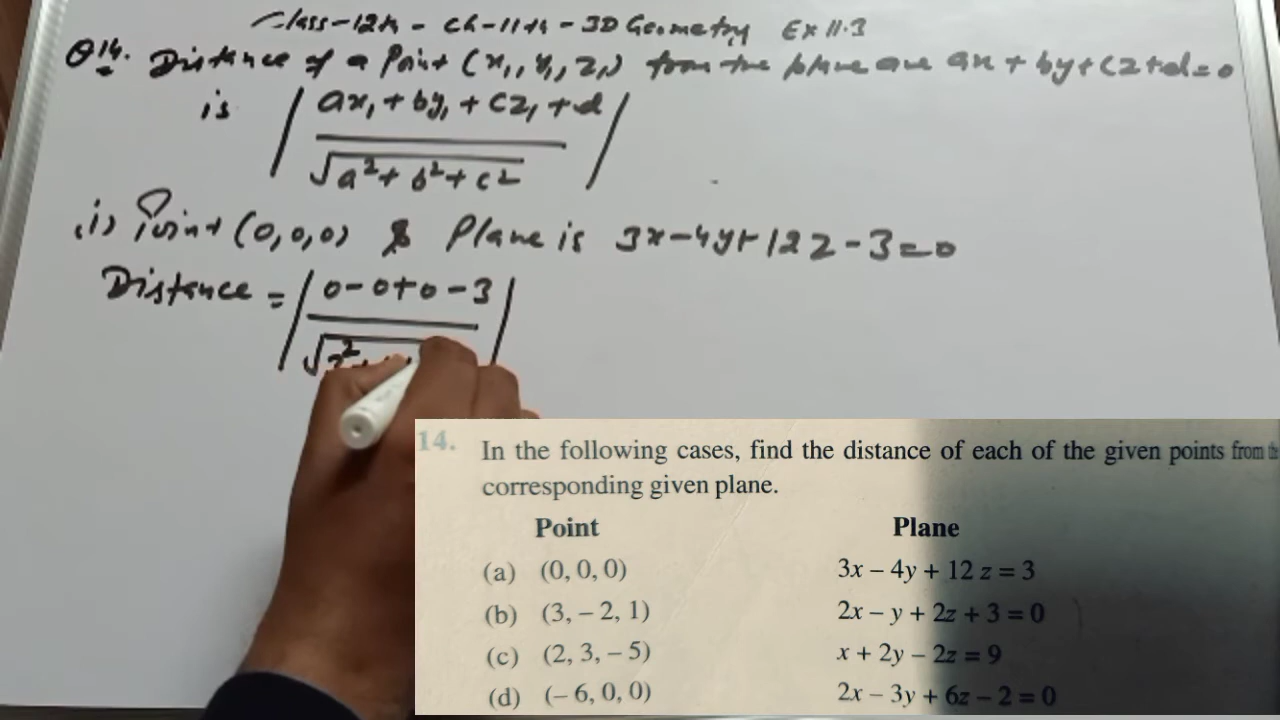 Class-12th - Ch-11th - 3D Geometry Ex 11.3
Q14. Distance of a Point (x₁, y₁, z₁) from the plane are ax + by + cz + d = 0
is | ax₁ + by₁ + cz₁ + d / √a² + b² + c² |
(i) Point (0,0,0) & Plane is 3x - 4y + 12z - 3 = 0
Distance = | 0 - 0 + 0 - 3 |
14. In the following cases, find the distance of each of the given points from
corresponding given plane.
Point Plane
(a) (0, 0, 0) 3x – 4y + 12 z = 3
(b) (3, – 2, 1) 2x – y + 2z + 3 = 0
(c) (2, 3, – 5) x + 2y – 2z = 9
(d) (– 6, 0, 0) 2x – 3y + 6z – 2 = 0